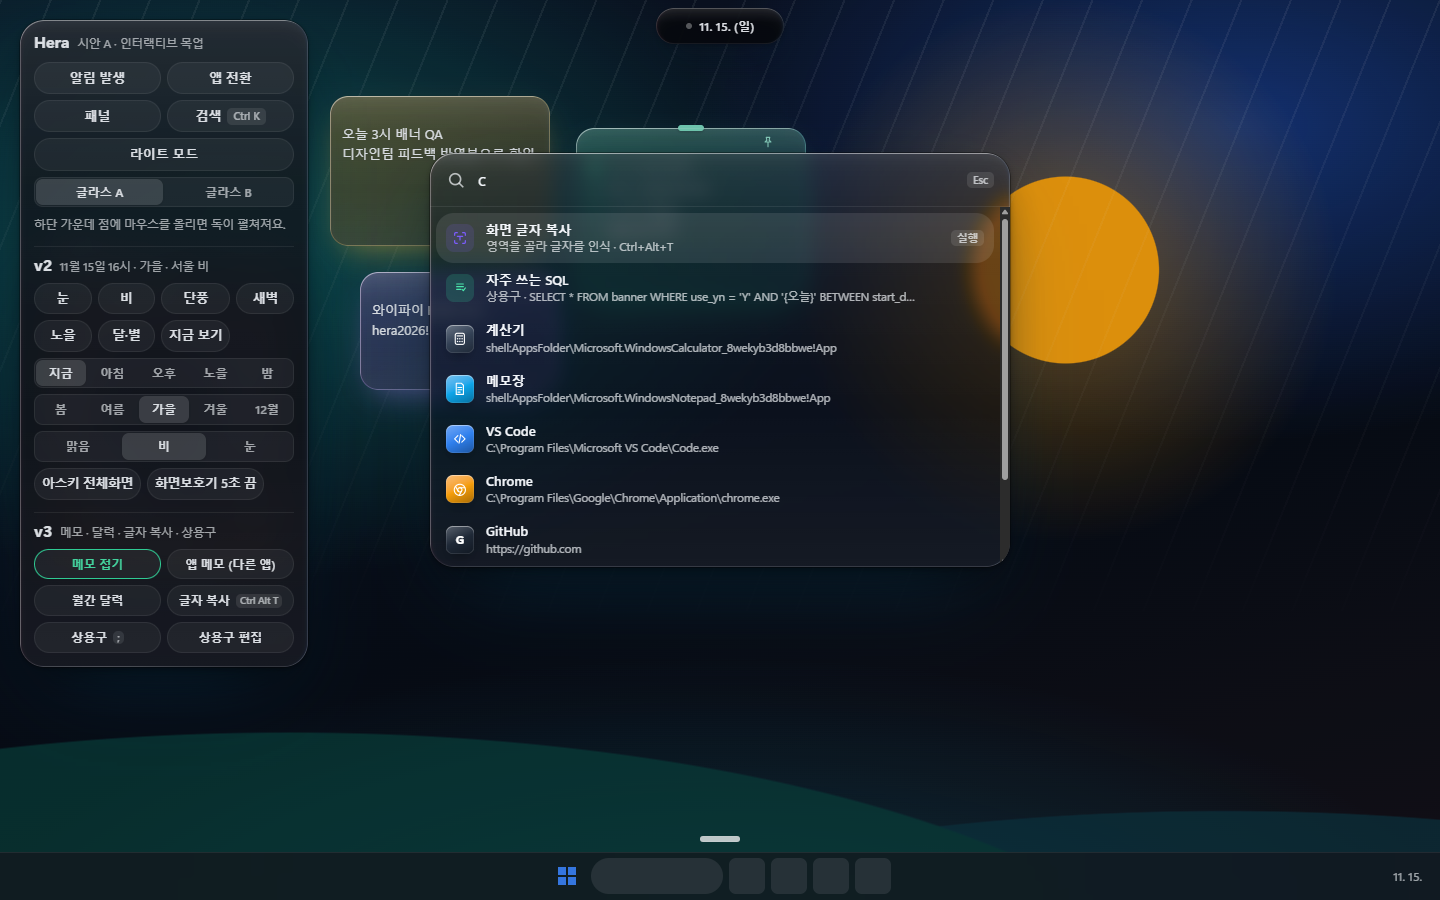 11. 15. (일)
Hera 시안 A · 인터랙티브 목업
알림 발생
앱 전환
패널
검색 Ctrl K
라이트 모드
글라스 A
글라스 B
하단 가운데 점에 마우스를 올리면 독이 펼쳐져요.
v2 11월 15일 16시 · 가을 · 서울 비
눈
비
단풍
새벽
노을
달·별
지금 보기
지금
아침
오후
노을
밤
봄
여름
가을
겨울
12월
맑음
비
눈
아스키 전체화면
화면보호기 5초 끔
v3 메모 · 달력 · 글자 복사 · 상용구
메모 접기
앱 메모 (다른 앱)
월간 달력
글자 복사 Ctrl Alt T
상용구 ;
상용구 편집
오늘 3시 배너 QA
디자인팀 피드백
와이파이
hera2026!
C
Esc
화면 글자 복사
영역을 골라 글자를 인식 · Ctrl+Alt+T
실행
자주 쓰는 SQL
상용구 · SELECT * FROM banner WHERE use_yn = 'Y' AND '{오늘}' BETWEEN start_d...
계산기
shell:AppsFolder\Microsoft.WindowsCalculator_8wekyb3d8bbwe!App
메모장
shell:AppsFolder\Microsoft.WindowsNotepad_8wekyb3d8bbwe!App
VS Code
C:\Program Files\Microsoft VS Code\Code.exe
Chrome
C:\Program Files\Google\Chrome\Application\chrome.exe
G
GitHub
https://github.com
11. 15.